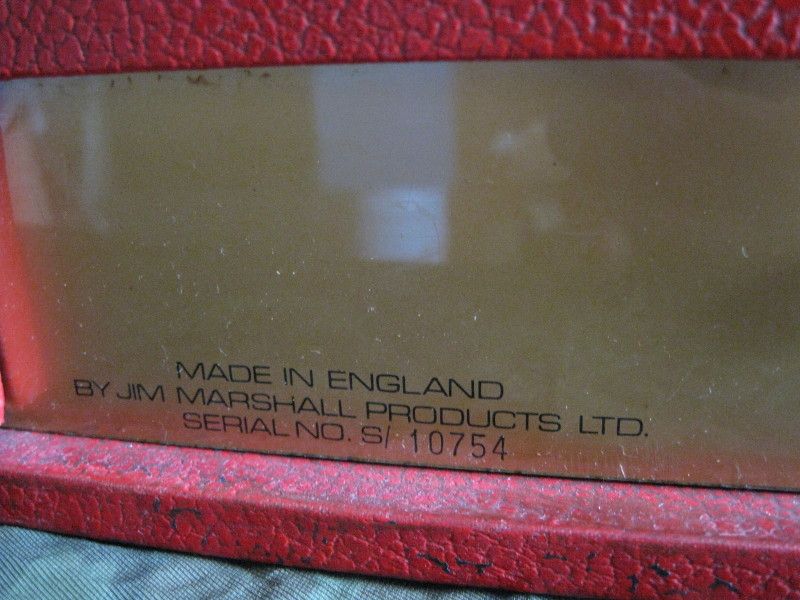 MADE IN ENGLAND
BY JIM MARSHALL PRODUCTS LTD.
SERIAL NO. S/ 10754